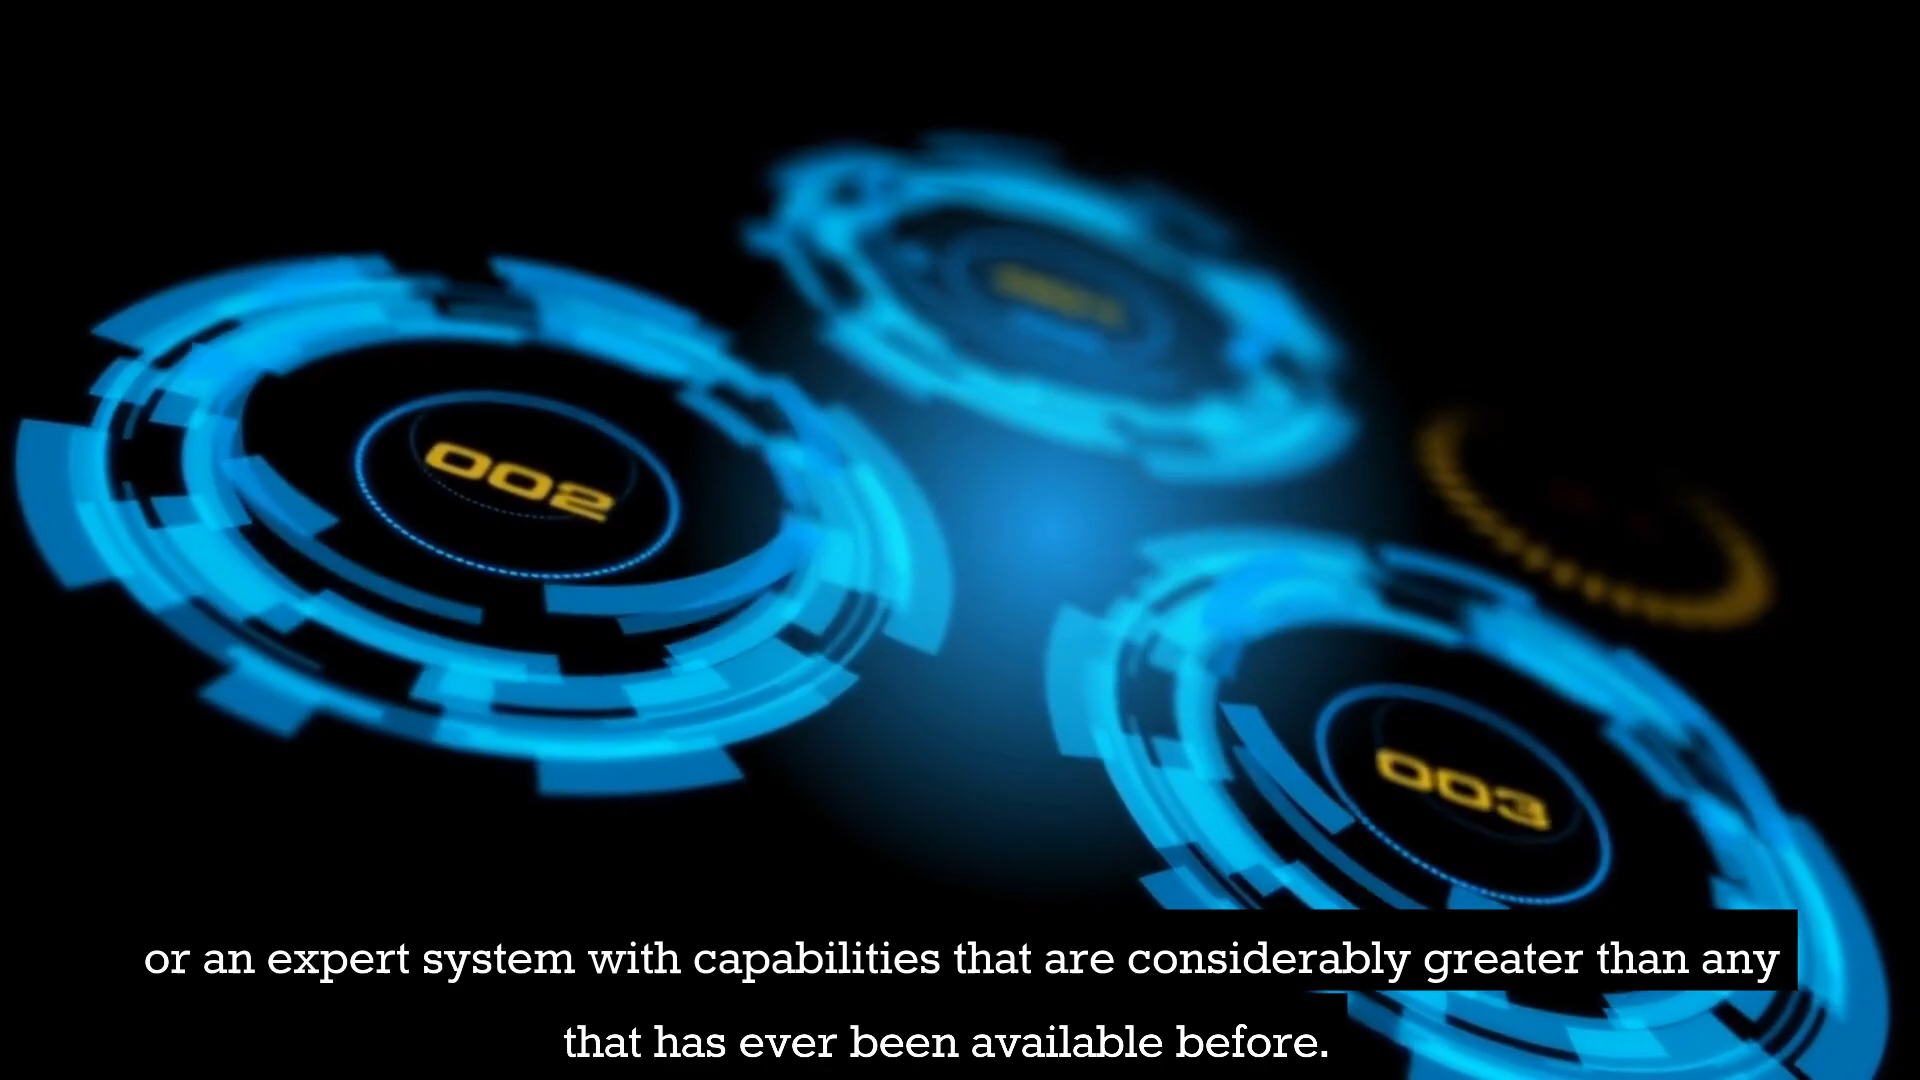 002
003
or an expert system with capabilities that are considerably greater than any
that has ever been available before.